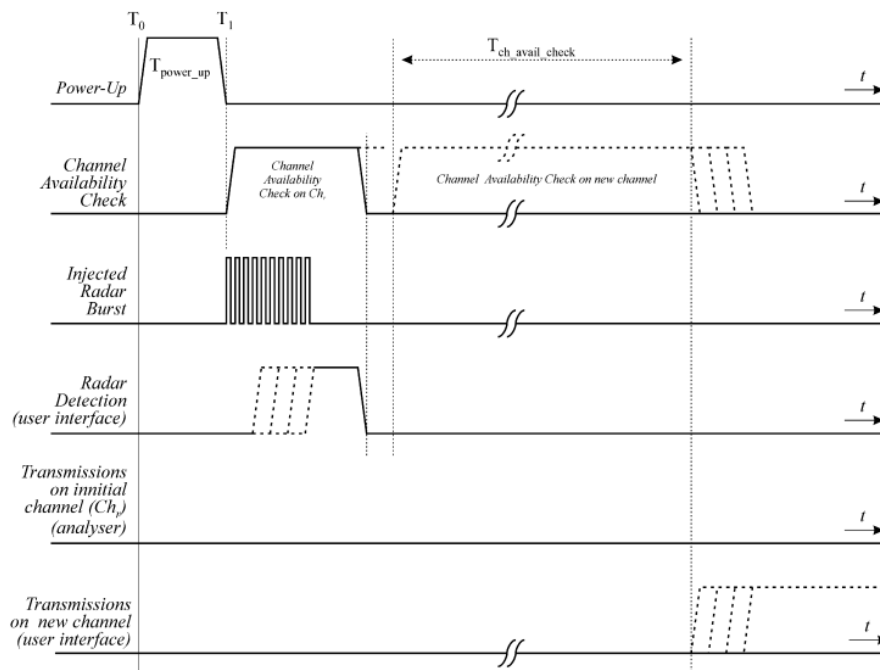 T0 T1
Tch_avail_check
Tpower_up
Power-Up
t
Channel
Availability
Check
Channel
Availability
Check on Chr
Channel Availability Check on new channel
t
Injected
Radar
Burst
t
Radar
Detection
(user interface)
t
Transmissions
on innitial
channel (Chr)
(analyser)
t
Transmissions
on new channel
(user interface)
t